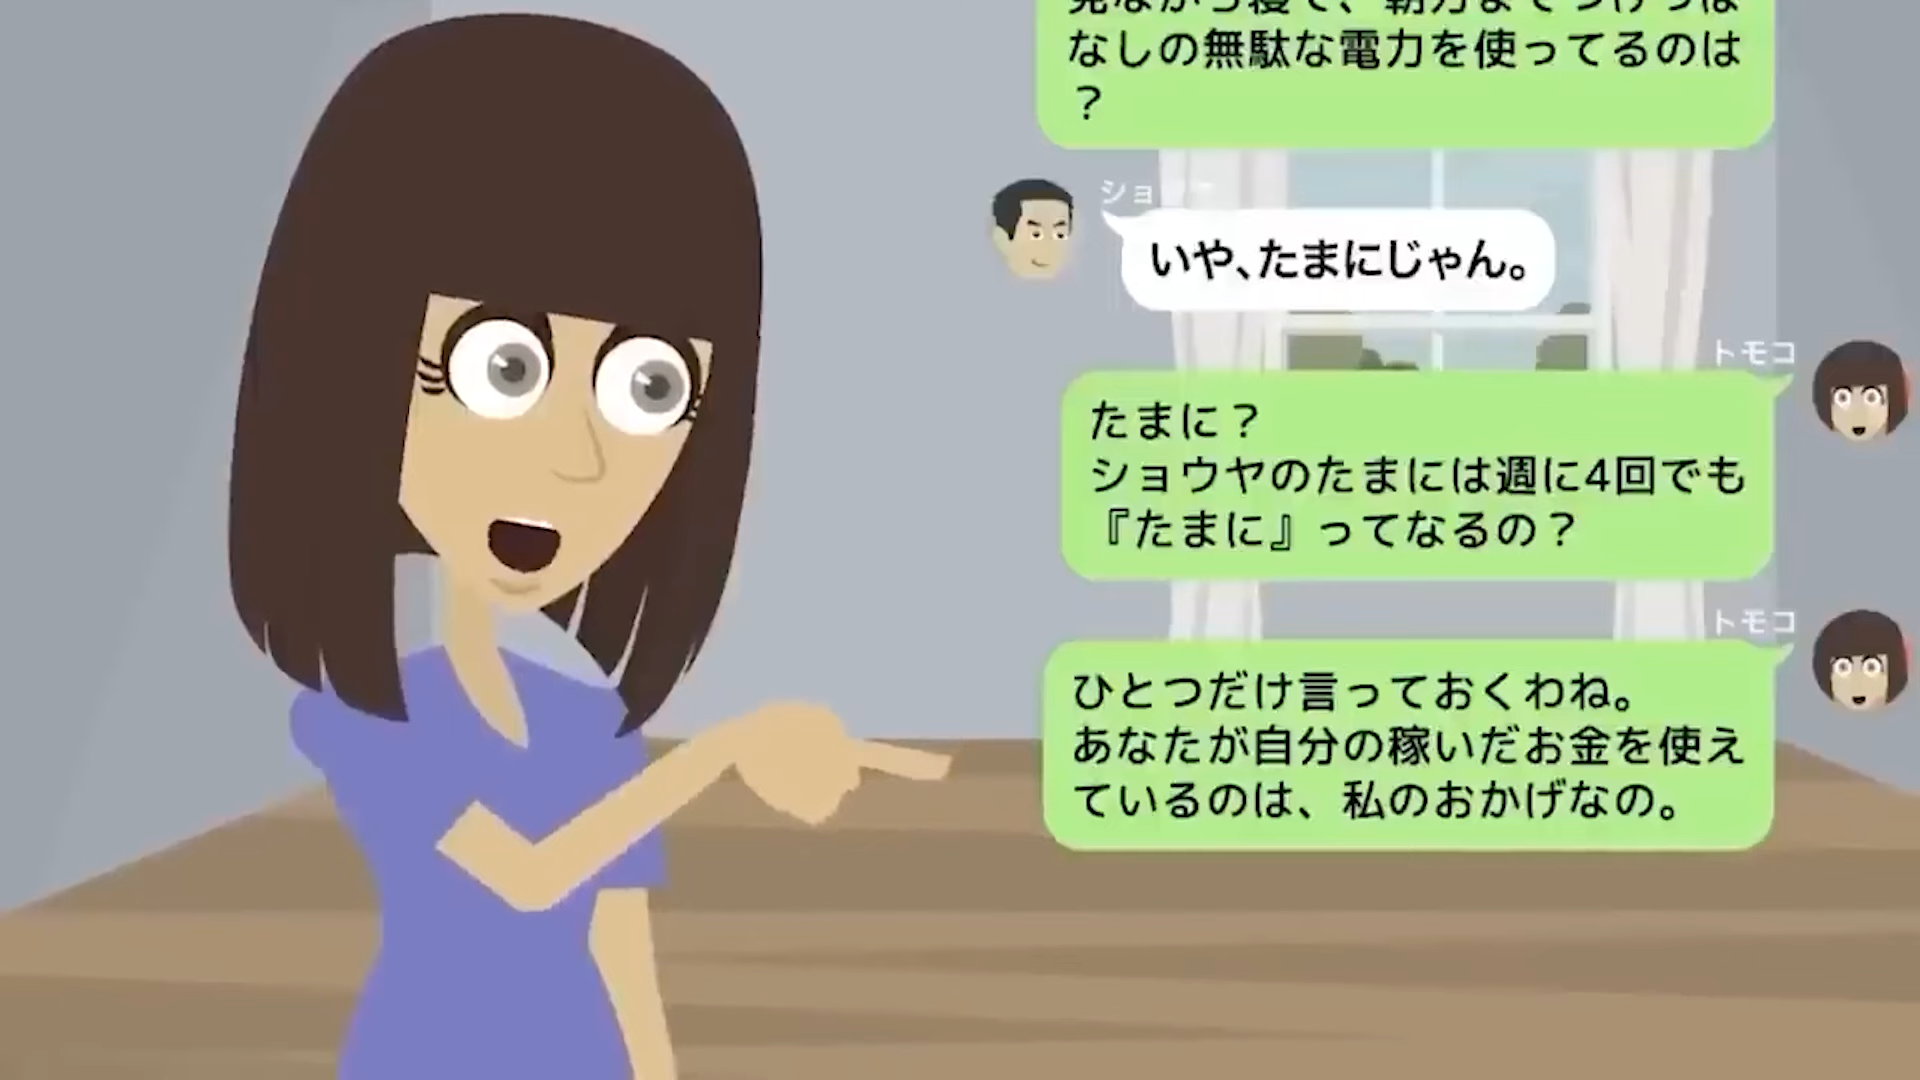 なしの無駄な電力を使ってるのは
？
ショ
いや、たまにじゃん。
トモコ
たまに？
ショウヤのたまには週に4回でも
『たまに』ってなるの？
トモコ
ひとつだけ言っておくわね。
あなたが自分の稼いだお金を使え
ているのは、私のおかげなの。